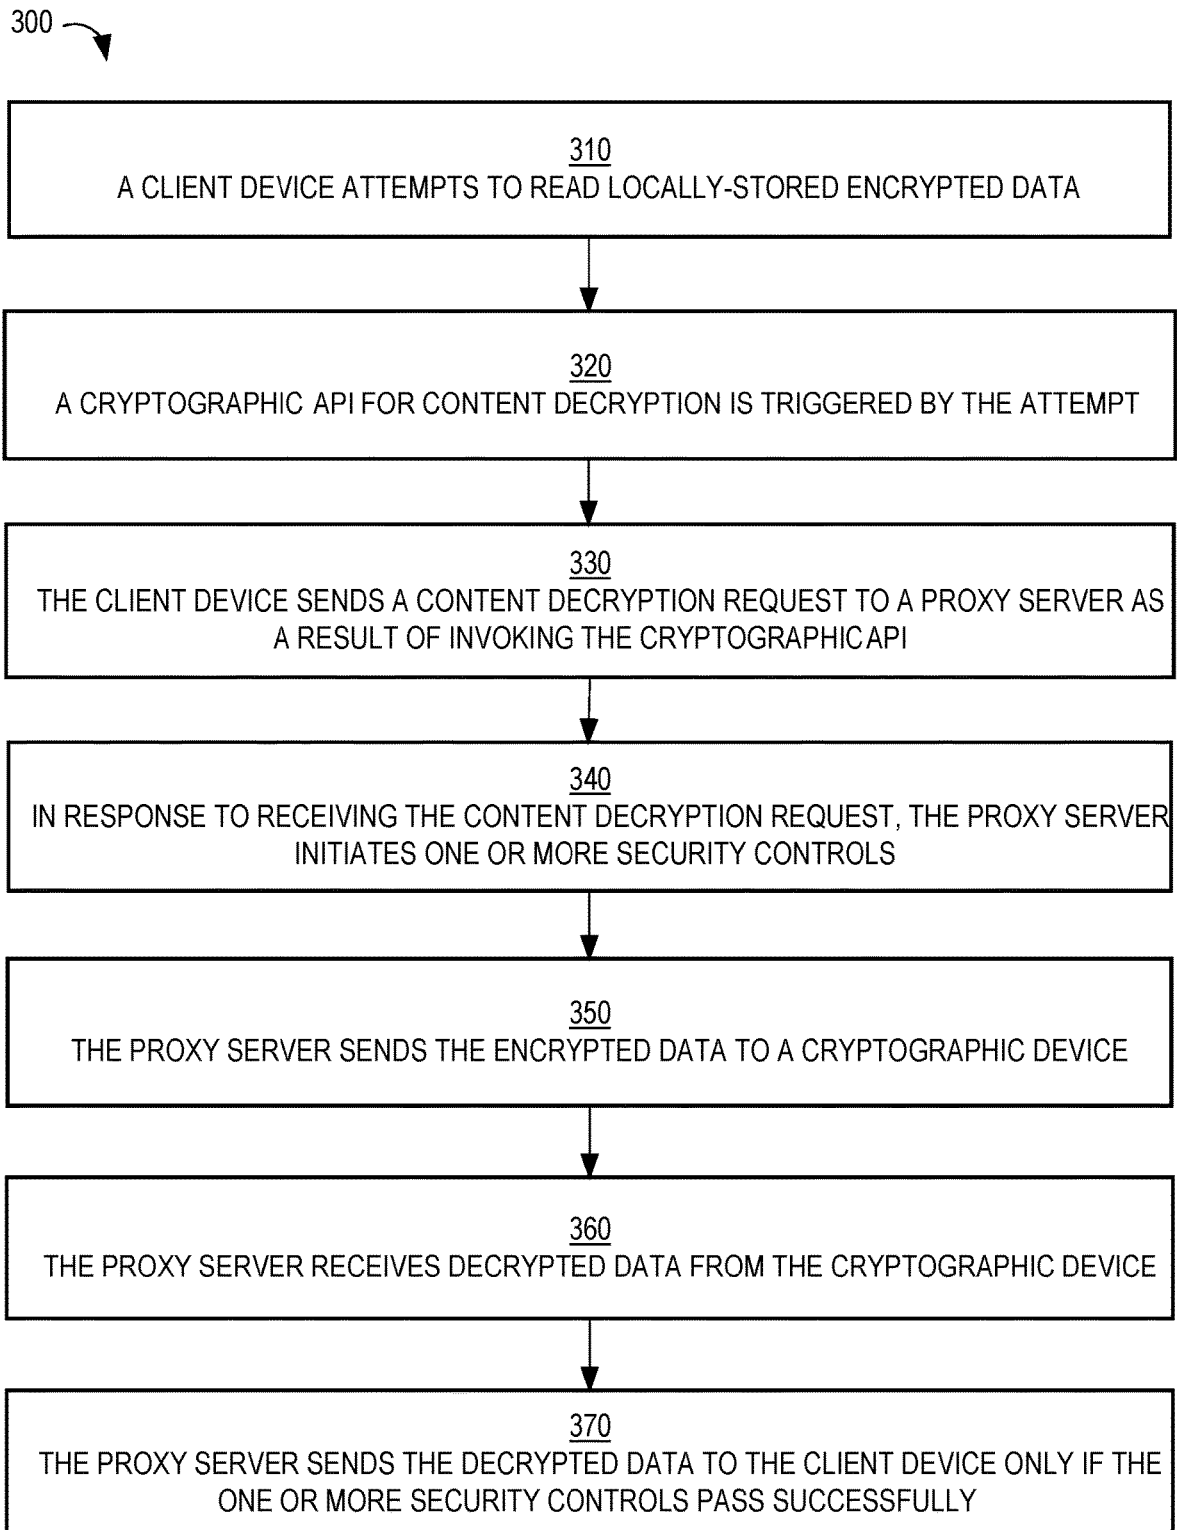 300
310
A CLIENT DEVICE ATTEMPTS TO READ LOCALLY-STORED ENCRYPTED DATA
320
A CRYPTOGRAPHIC API FOR CONTENT DECRYPTION IS TRIGGERED BY THE ATTEMPT
330
THE CLIENT DEVICE SENDS A CONTENT DECRYPTION REQUEST TO A PROXY SERVER AS
A RESULT OF INVOKING THE CRYPTOGRAPHIC API
340
IN RESPONSE TO RECEIVING THE CONTENT DECRYPTION REQUEST, THE PROXY SERVER
INITIATES ONE OR MORE SECURITY CONTROLS
350
THE PROXY SERVER SENDS THE ENCRYPTED DATA TO A CRYPTOGRAPHIC DEVICE
360
THE PROXY SERVER RECEIVES DECRYPTED DATA FROM THE CRYPTOGRAPHIC DEVICE
370
THE PROXY SERVER SENDS THE DECRYPTED DATA TO THE CLIENT DEVICE ONLY IF THE
ONE OR MORE SECURITY CONTROLS PASS SUCCESSFULLY